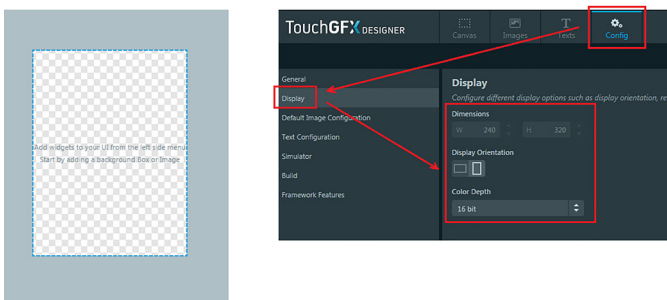 Add widgets to your UI from the left side menu
Start by adding a background Box or Image
TouchGFX DESIGNER
Canvas
Images
Texts
Config
General
Display
Default Image Configuration
Text Configuration
Simulator
Build
Framework Features
Display
Configure different display options such as display orientation, re
Dimensions
W 240 H 320
Display Orientation
Color Depth
16 bit